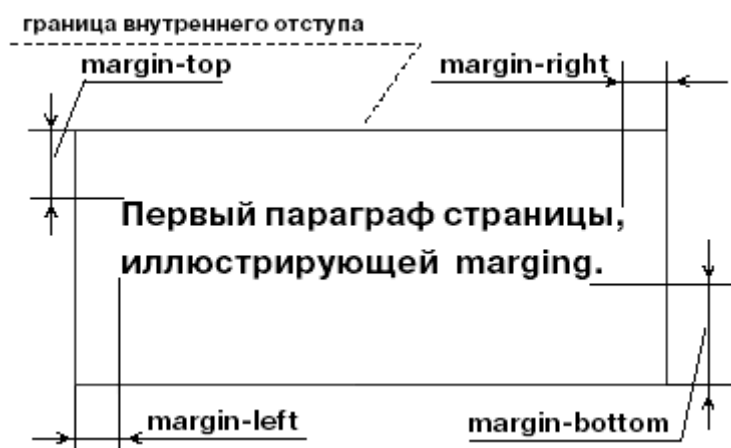 граница внутреннего отступа
margin-top
margin-right
Первый параграф страницы,
иллюстрирующей marging.
margin-left
margin-bottom